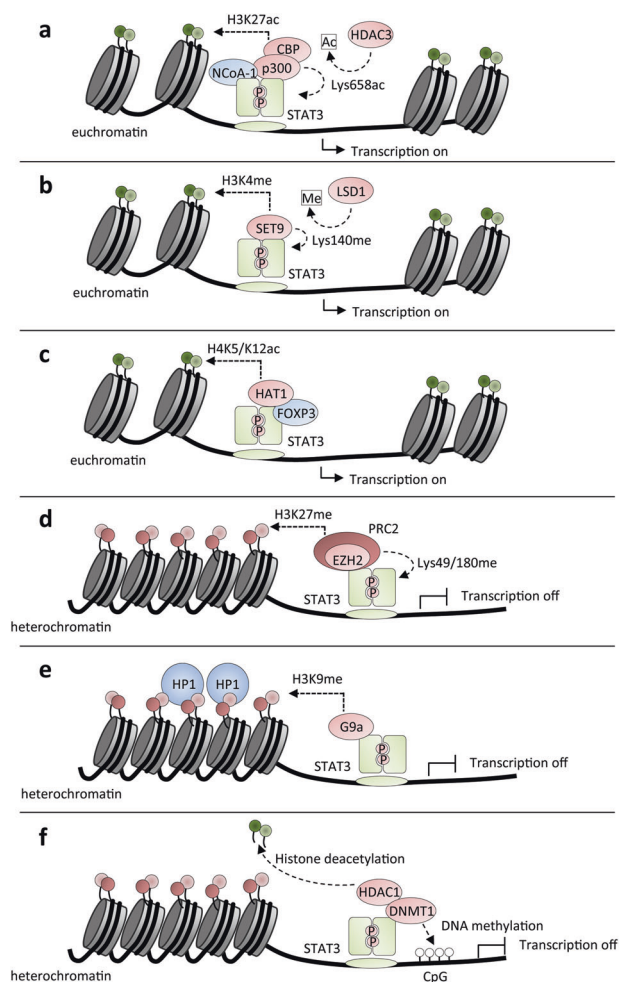 a
H3K27ac
CBP
Ac
HDAC3
NCoA-1
p300
Lys658ac
P
P
STAT3
euchromatin
Transcription on
b
H3K4me
Me
LSD1
SET9
Lys140me
P
P
STAT3
euchromatin
Transcription on
c
H4K5/K12ac
HAT1
FOXP3
P
P
STAT3
euchromatin
Transcription on
d
H3K27me
PRC2
EZH2
Lys49/180me
P
P
STAT3
Transcription off
heterochromatin
e
HP1
HP1
H3K9me
G9a
P
P
STAT3
Transcription off
heterochromatin
f
Histone deacetylation
HDAC1
DNMT1
DNA methylation
P
P
STAT3
Transcription off
heterochromatin
CpG